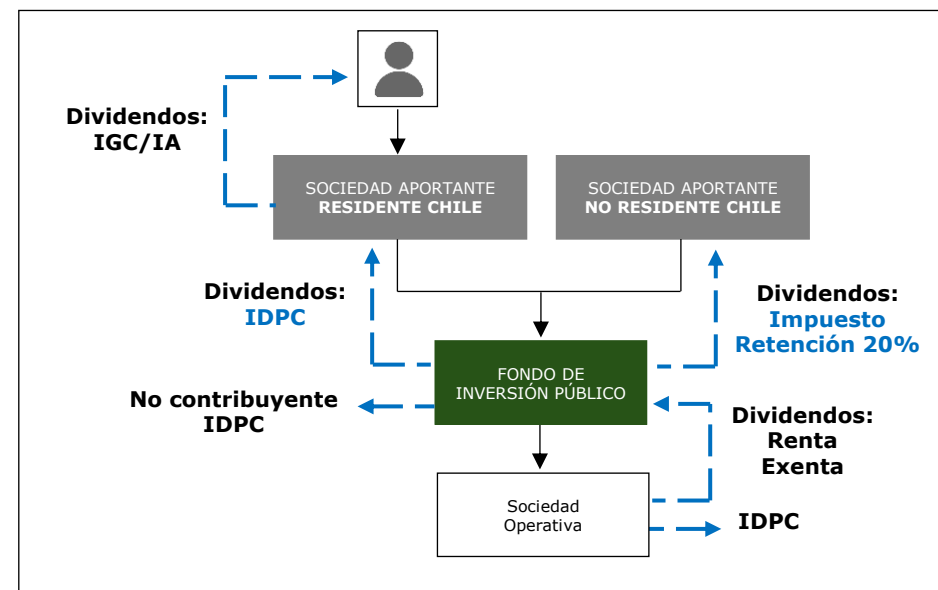 Dividendos:
IGC/IA
SOCIEDAD APORTANTE
RESIDENTE CHILE
SOCIEDAD APORTANTE
NO RESIDENTE CHILE
Dividendos:
IDPC
Dividendos:
Impuesto
Retención 20%
FONDO DE
INVERSIÓN PÚBLICO
No contribuyente
IDPC
Dividendos:
Renta
Exenta
Sociedad
Operativa
IDPC